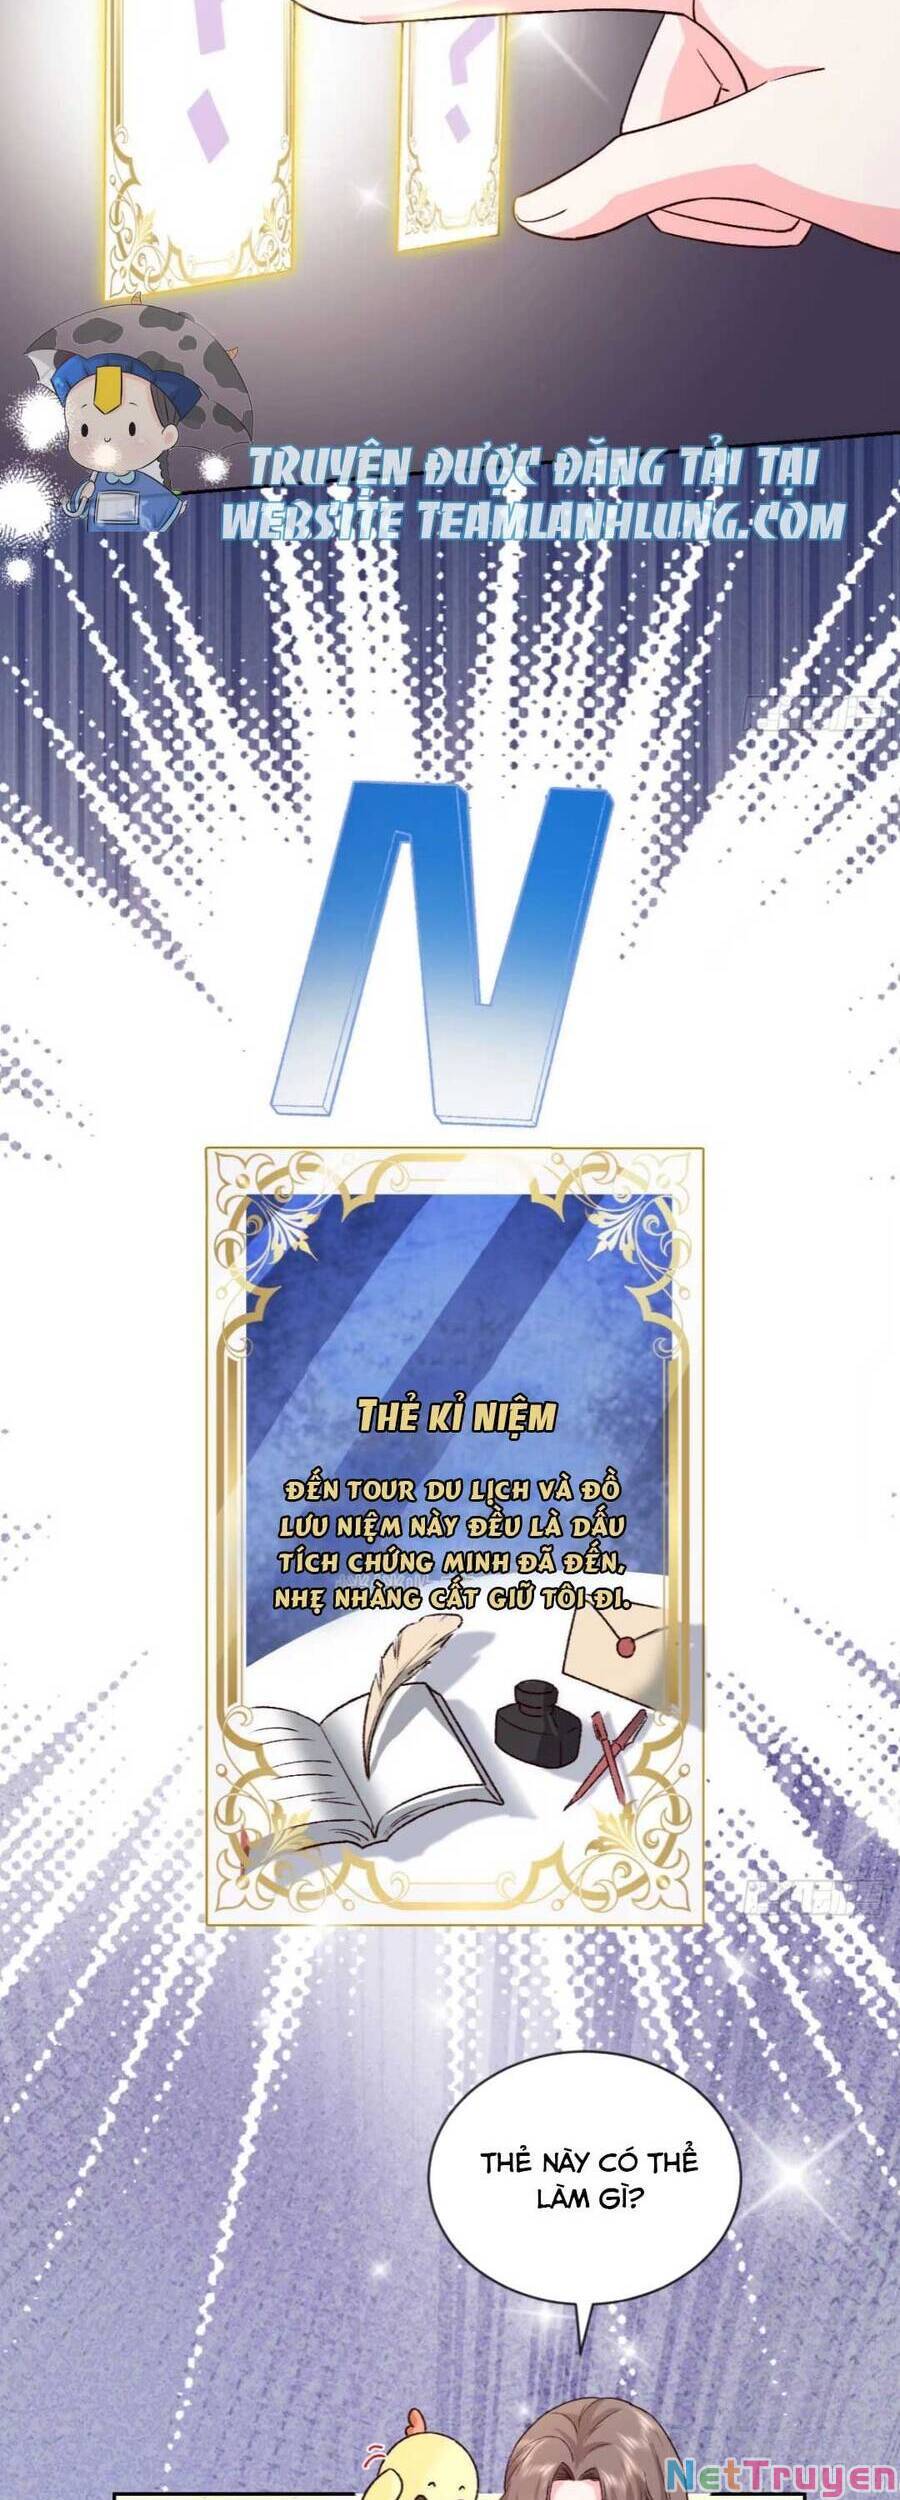 TRUYỆN ĐƯỢC ĐĂNG TẢI TẠI
WEBSITE TEAMLANHLUNG.COM
N
THẺ KỈ NIỆM
ĐẾN TOUR DU LỊCH VÀ ĐỒ
LƯU NIỆM NÀY ĐỀU LÀ DẤU
TÍCH CHỨNG MINH ĐÃ ĐẾN,
NHẸ NHÀNG CẤT GIỮ TÔI ĐI.
THẺ NÀY CÓ THỂ
LÀM GÌ?
NetTruyen